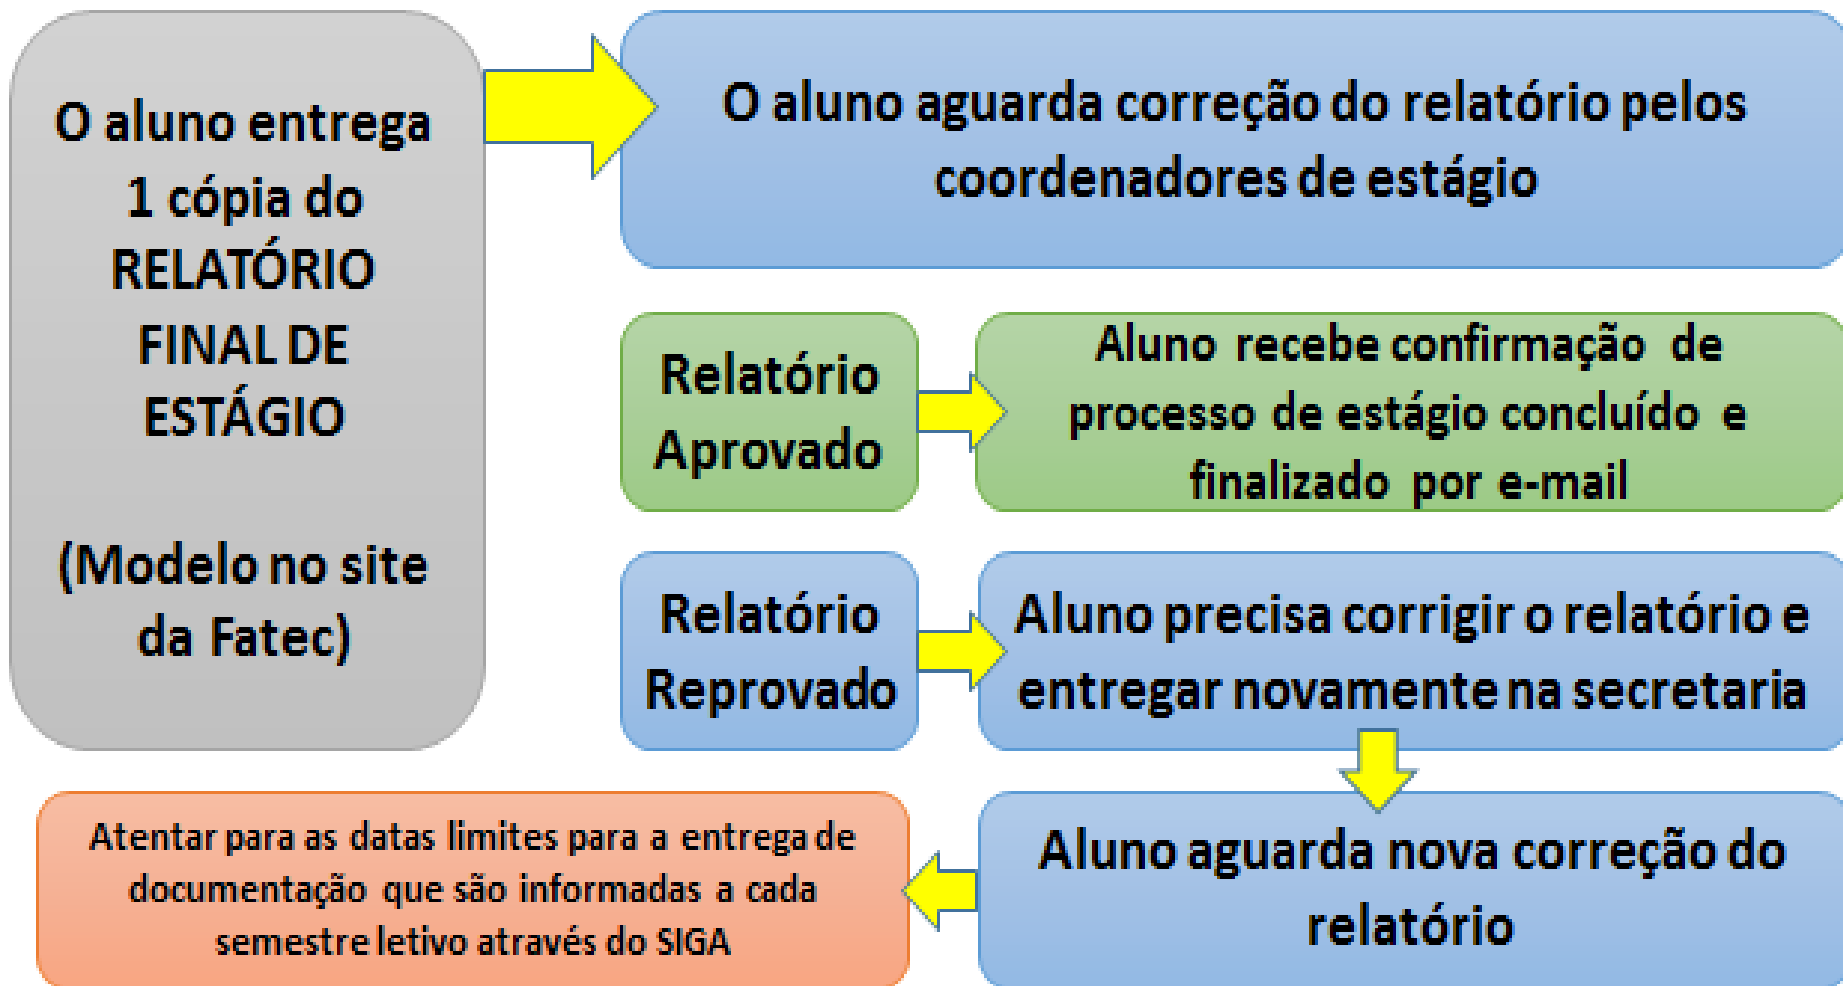 O aluno entrega
1 cópia do
RELATÓRIO
FINAL DE
ESTÁGIO
(Modelo no site
da Fatec)
O aluno aguarda correção do relatório pelos
coordenadores de estágio
Relatório
Aprovado
Aluno recebe confirmação de
processo de estágio concluído e
finalizado por e-mail
Relatório
Reprovado
Aluno precisa corrigir o relatório e
entregar novamente na secretaria
Aluno aguarda nova correção do
relatório
Atentar para as datas limites para a entrega de
documentação que são informadas a cada
semestre letivo através do SIGA